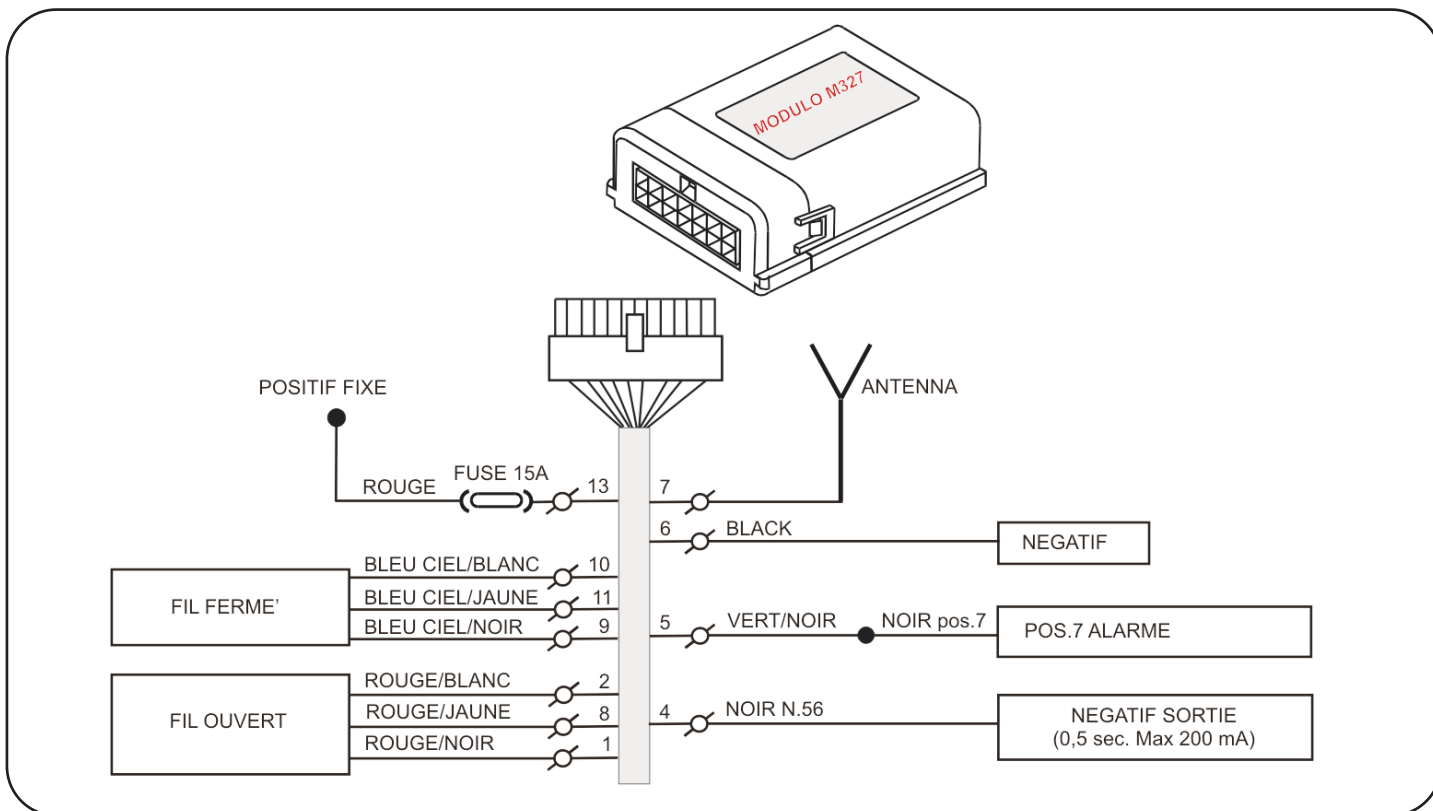 MODULO M327
POSITIF FIXE
ANTENNA
ROUGE
FUSE 15A
13
7
6
BLACK
NEGATIF
FIL FERME’
BLEU CIEL/BLANC
10
BLEU CIEL/JAUNE
11
BLEU CIEL/NOIR
9
5
VERT/NOIR
NOIR pos.7
POS.7 ALARME
FIL OUVERT
ROUGE/BLANC
2
ROUGE/JAUNE
8
ROUGE/NOIR
1
4
NOIR N.56
NEGATIF SORTIE
(0,5 sec. Max 200 mA)